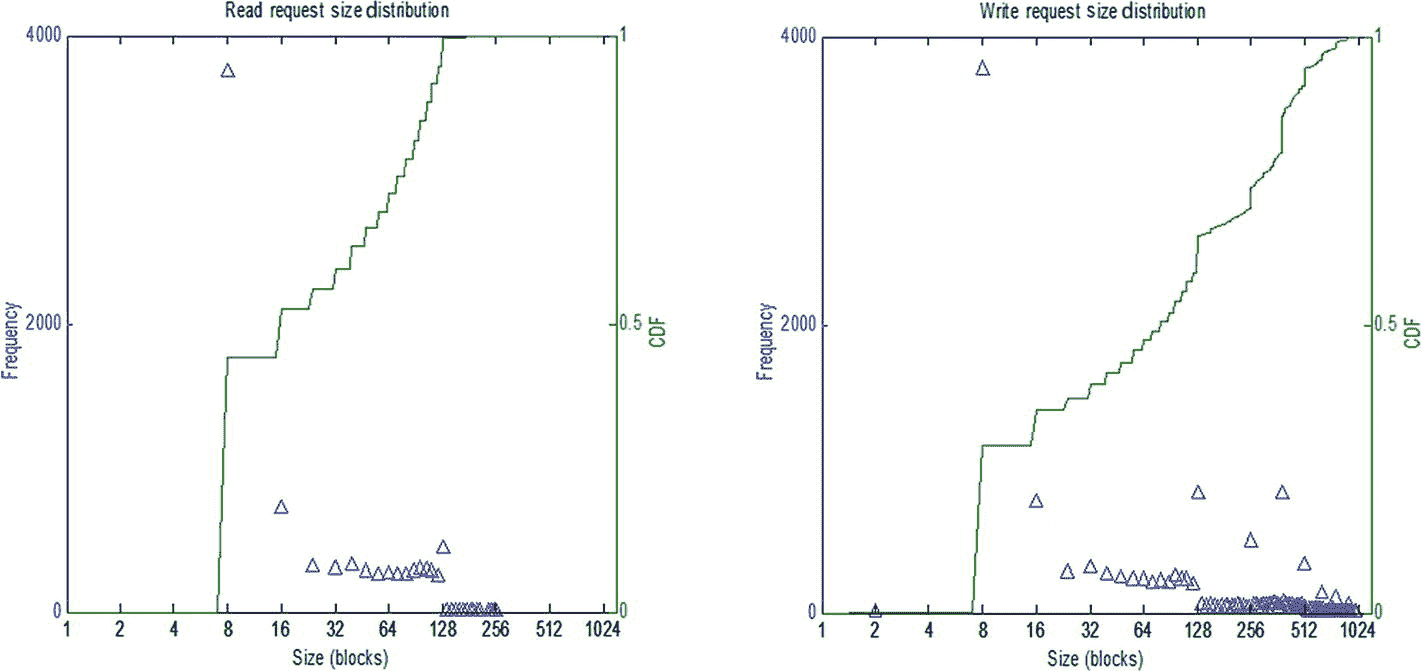 Read request size distribution
4000
2000
0
Frequency
1
0.5
0
CDF
1 2 4 8 16 32 64 128 256 512 1024
Size (blocks)
Write request size distribution
4000
2000
0
Frequency
1
0.5
0
CDF
1 2 4 8 16 32 64 128 256 512 1024
Size (blocks)